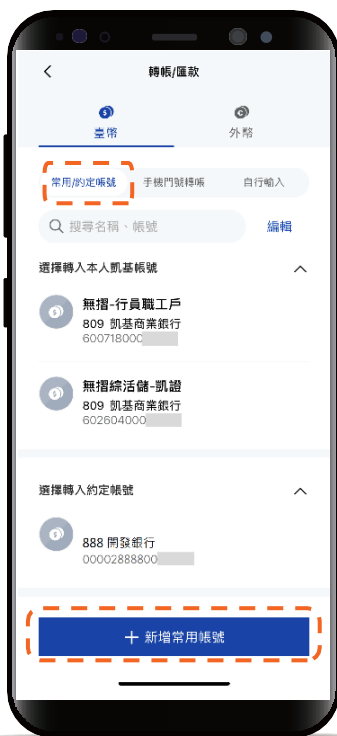 轉帳/匯款
臺幣
外幣
常用/約定帳號
手機門號轉帳
自行輸入
搜尋名稱、帳號
編輯
選擇轉入本人凱基帳號
無摺-行員職工戶
809 凱基商業銀行
600718000
無摺綜活儲-凱證
809 凱基商業銀行
602604000
選擇轉入約定帳號
888 開發銀行
00002888800
+ 新增常用帳號